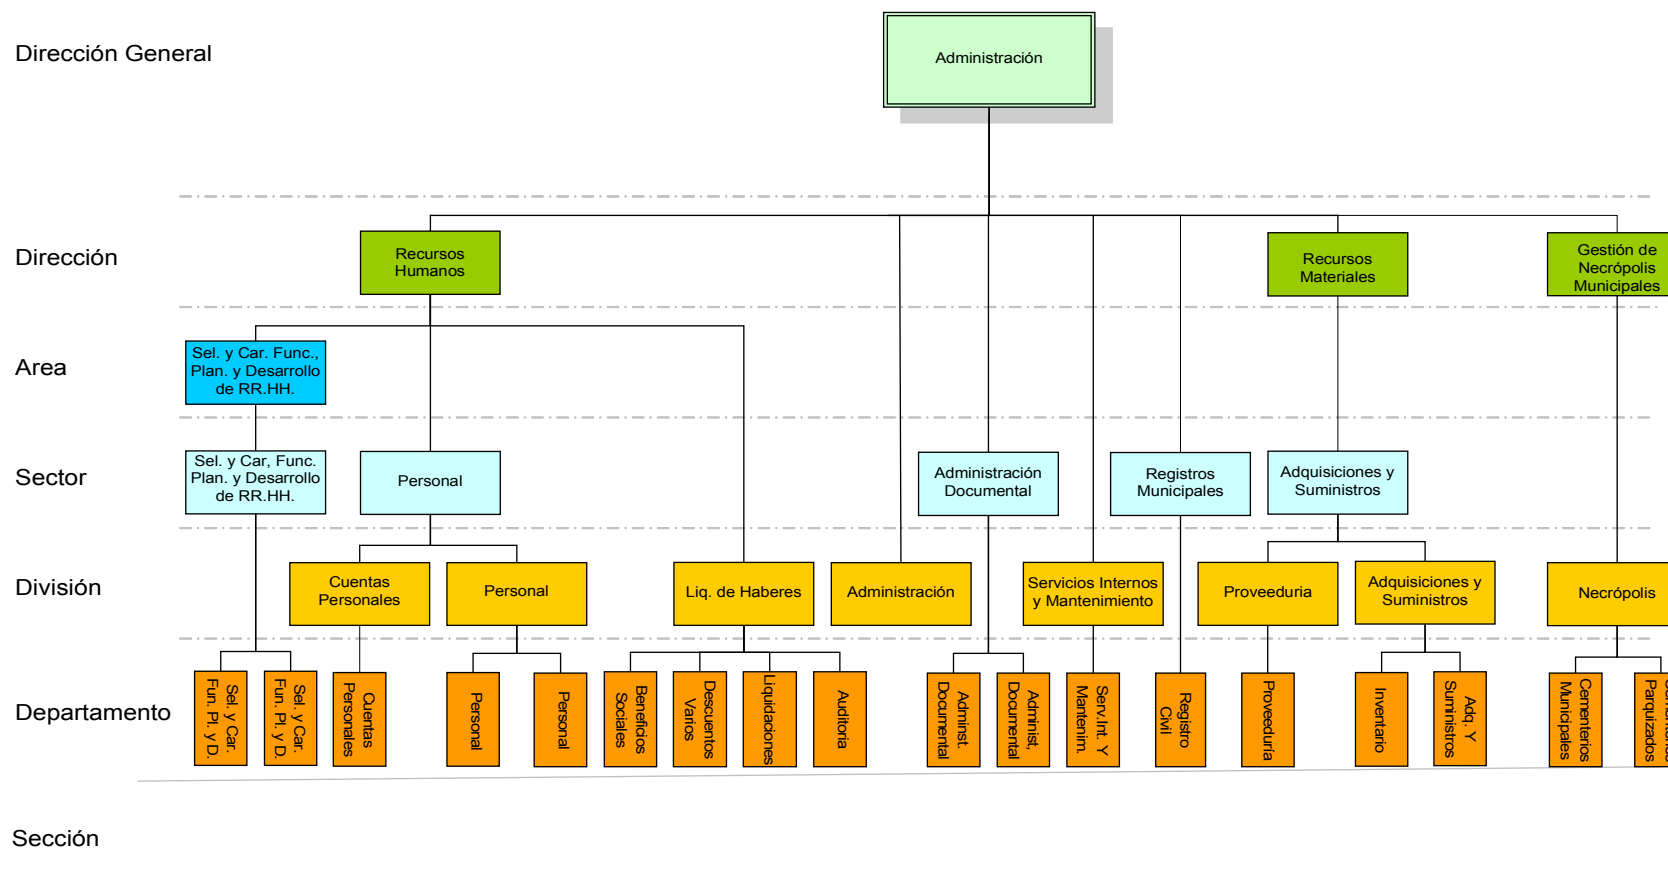 Dirección General
Administración
Dirección
Recursos
Humanos
Recursos
Materiales
Gestión de
Necrópolis
Municipales
Area
Sel. y Car. Func.,
Plan. y Desarrollo
de RR.HH.
Sector
Sel. y Car, Func.
Plan. y Desarrollo
de RR.HH.
Personal
Administración
Documental
Registros
Municipales
Adquisiciones y
Suministros
División
Cuentas
Personales
Personal
Liq. de Haberes
Administración
Servicios Internos
y Mantenimiento
Proveeduria
Adquisiciones y
Suministros
Necrópolis
Departamento
Sel. y Car.
Fun. Pl. y D.
Sel. y Car.
Fun. Pl. y D.
Cuentas
Personales
Personal
Personal
Beneficios
Sociales
Descuentos
Varios
Liquidaciones
Auditoria
Adminst.
Documental
Administ,
Documental
Serv.Int. Y
Mantenim.
Registro
Civil
Proveeduría
Inventario
Adq. Y
Suministros
Cementerios
Municipales
Parquizados
Sección